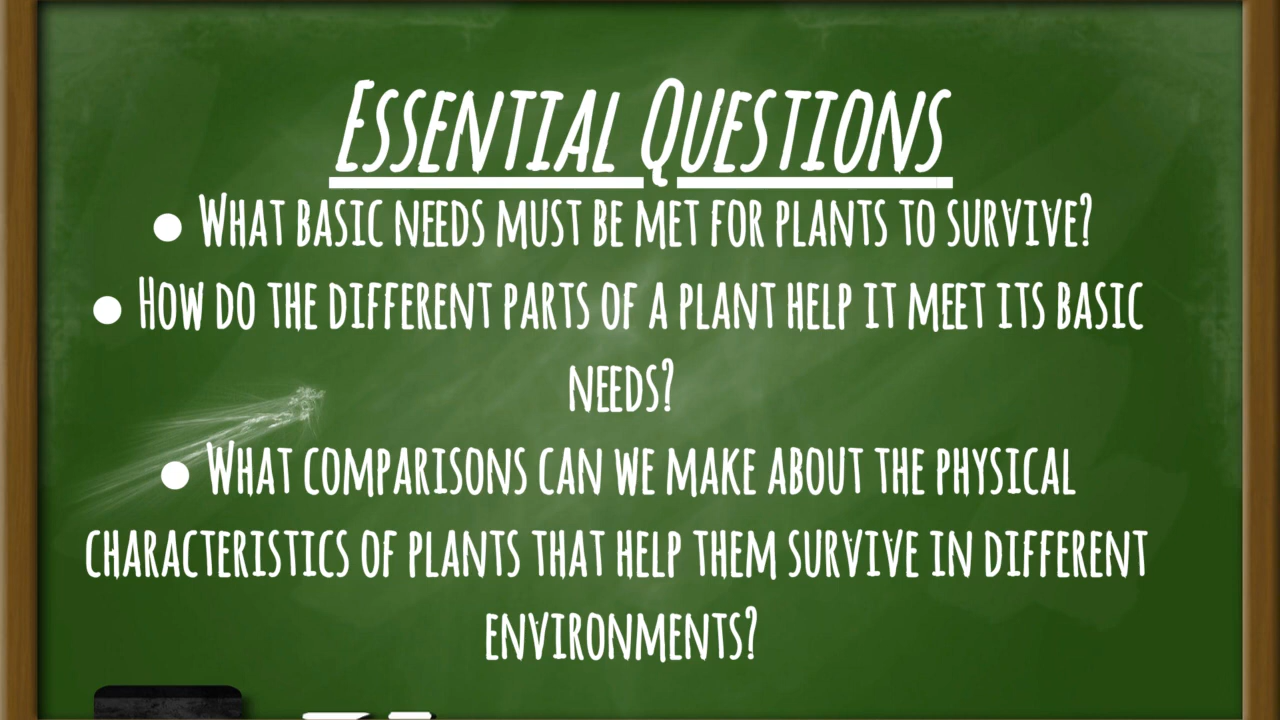 Essential Questions
● What basic needs must be met for plants to survive?
● How do the different parts of a plant help it meet its basic
needs?
● What comparisons can we make about the physical
characteristics of plants that help them survive in different
environments?